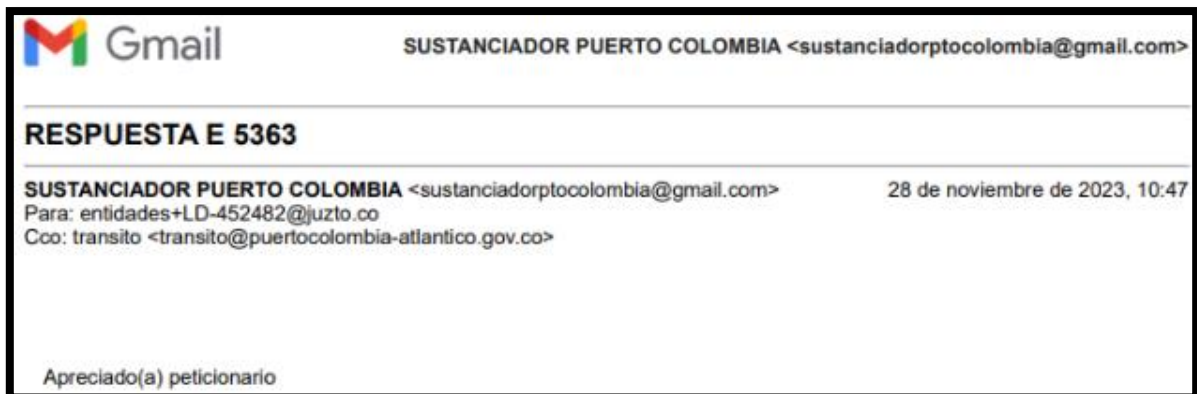 Gmail
SUSTANCIADOR PUERTO COLOMBIA <sustanciadorptocolombia@gmail.com>
RESPUESTA E 5363
SUSTANCIADOR PUERTO COLOMBIA <sustanciadorptocolombia@gmail.com> 28 de noviembre de 2023, 10:47
Para: entidades+LD-452482@juzto.co
Cco: transito <transito@puertocolombia-atlantico.gov.co>
Apreciado(a) peticionario